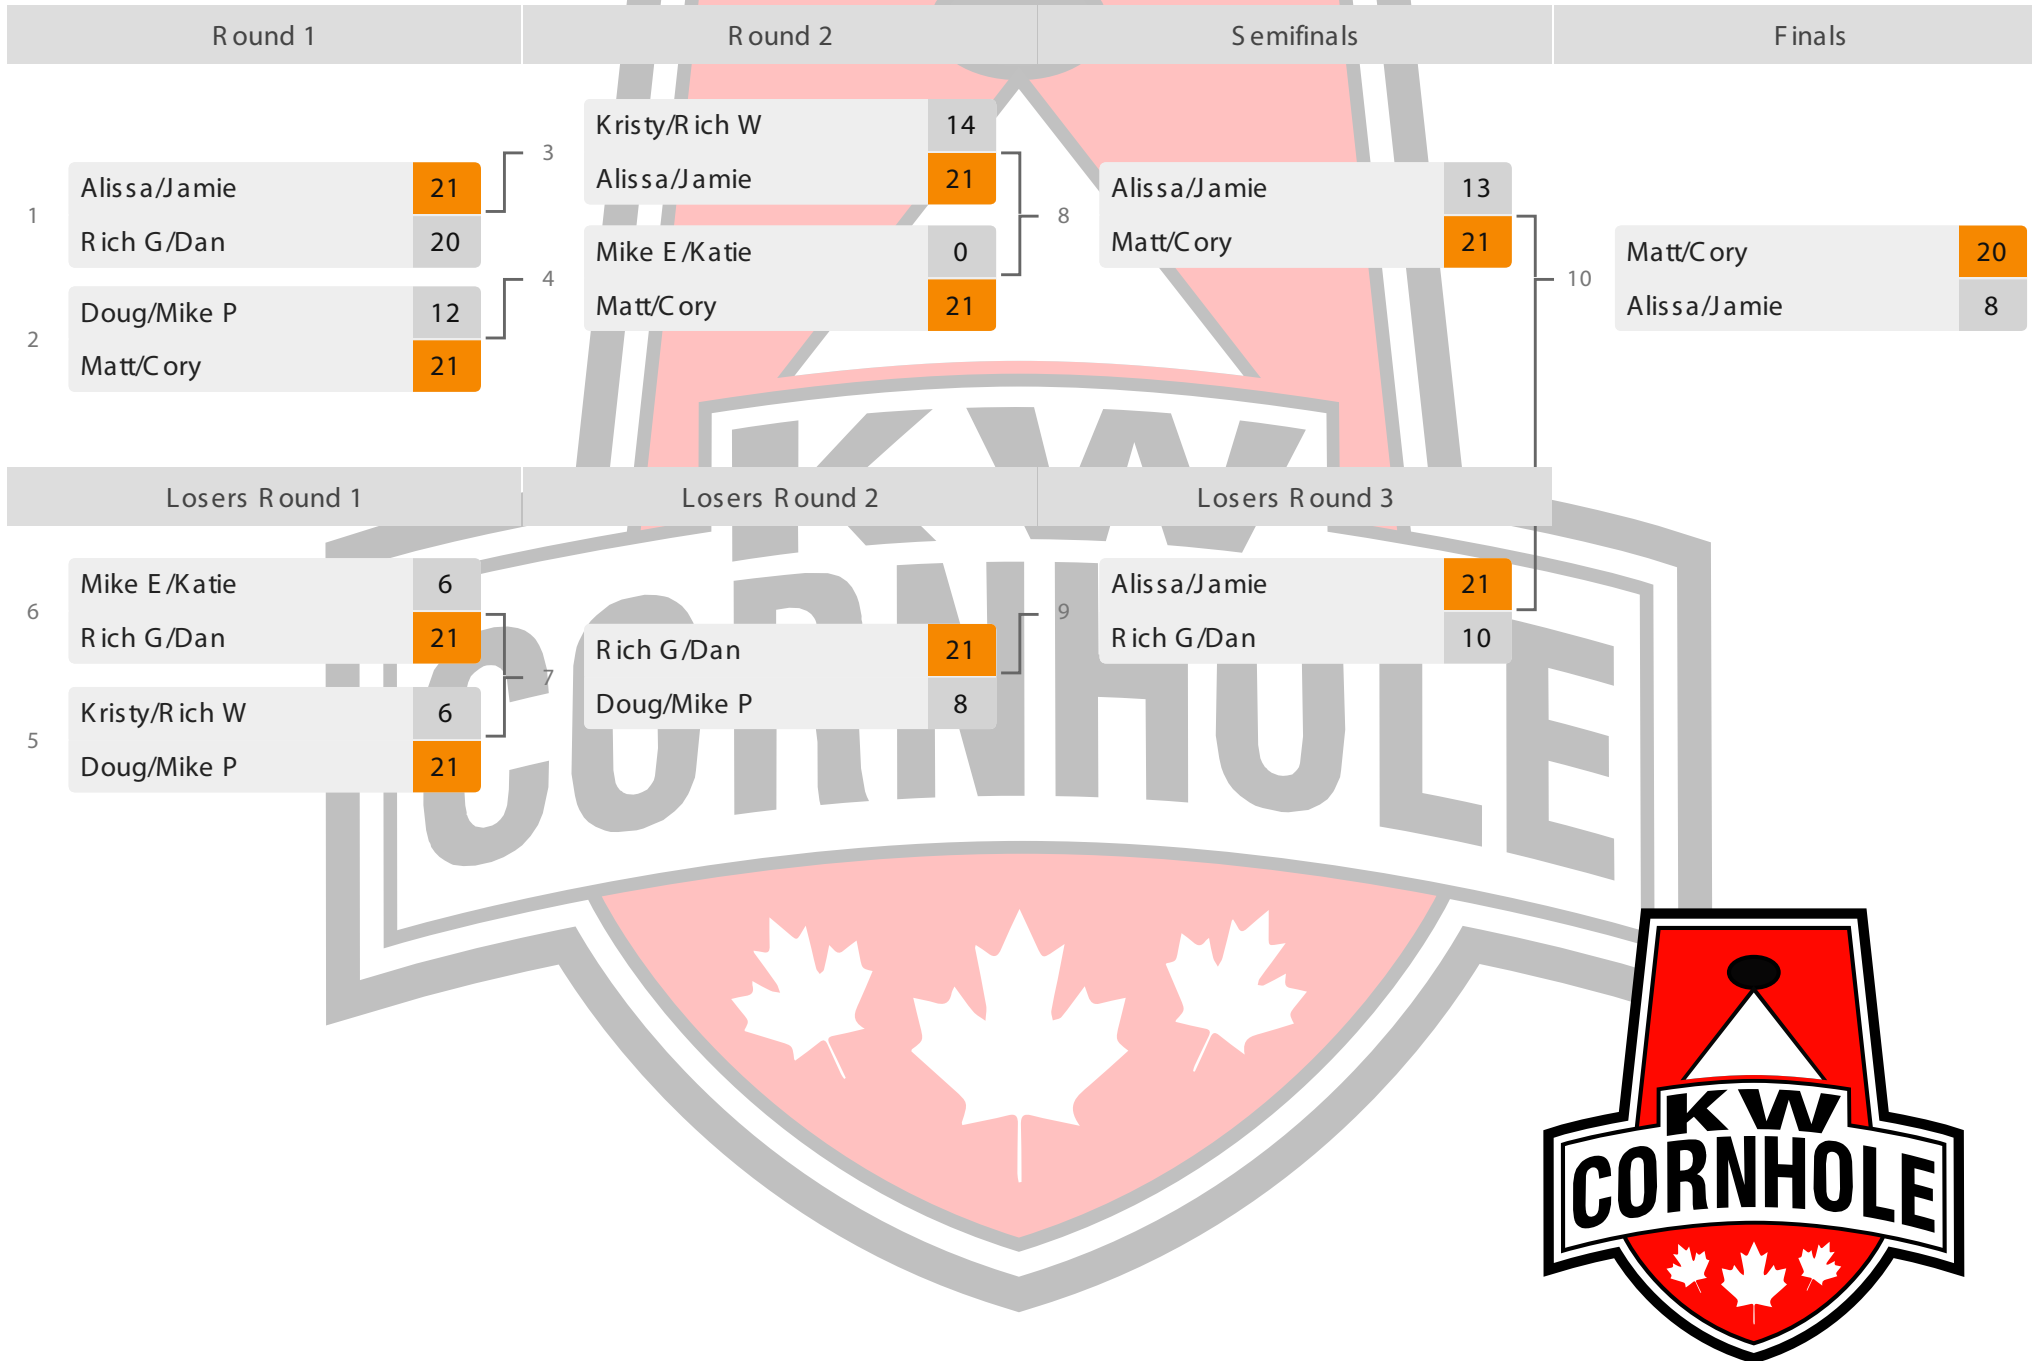 Round 1 Round 2 Semifinals Finals
1
Alissa/Jamie 21
Rich G/Dan 20
2
Doug/Mike P 12
Matt/Cory 21
3
Kristy/Rich W 14
Alissa/Jamie 21
4
Mike E/Katie 0
Matt/Cory 21
8
Alissa/Jamie 13
Matt/Cory 21
10
Matt/Cory 20
Alissa/Jamie 8
Losers Round 1 Losers Round 2 Losers Round 3
6
Mike E/Katie 6
Rich G/Dan 21
5
Kristy/Rich W 6
Doug/Mike P 21
7
Rich G/Dan 21
Doug/Mike P 8
9
Alissa/Jamie 21
Rich G/Dan 10
KW
CORNHOLE
KW
CORNHOLE